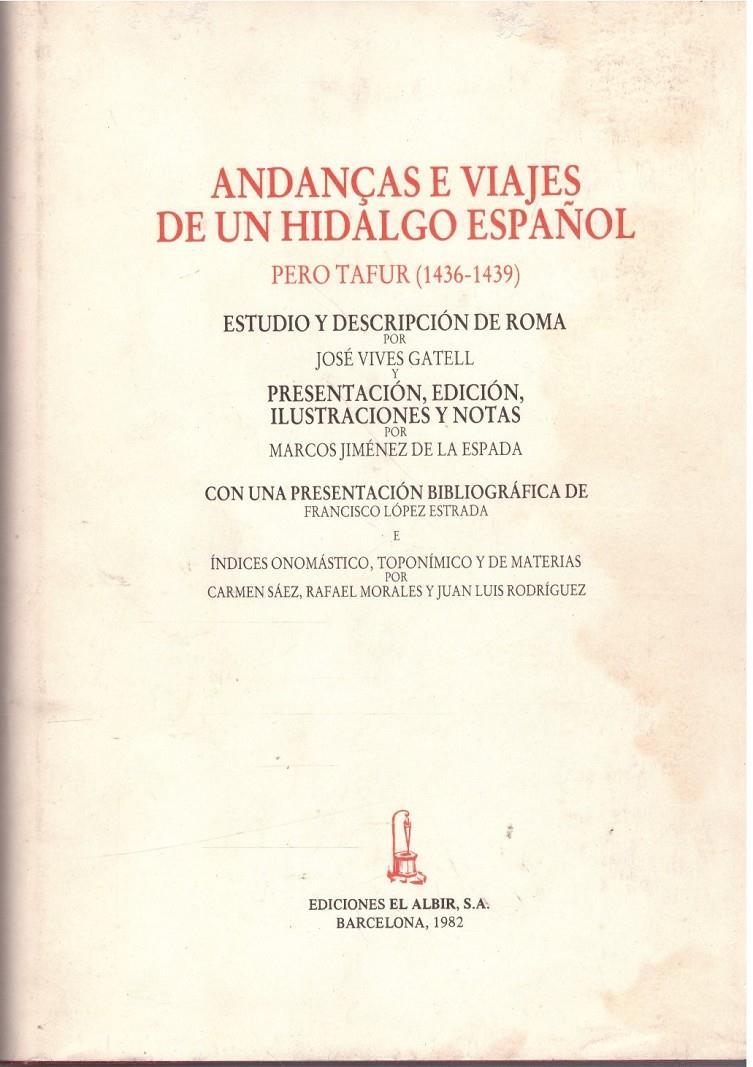 ANDANÇAS E VIAJES
DE UN HIDALGO ESPAÑOL
PERO TAFUR (1436-1439)
ESTUDIO Y DESCRIPCIÓN DE ROMA
POR
JOSÉ VIVES GATELL
Y
PRESENTACIÓN, EDICIÓN,
ILUSTRACIONES Y NOTAS
POR
MARCOS JIMÉNEZ DE LA ESPADA
CON UNA PRESENTACIÓN BIBLIOGRÁFICA DE
FRANCISCO LÓPEZ ESTRADA
E
ÍNDICES ONOMÁSTICO, TOPONÍMICO Y DE MATERIAS
POR
CARMEN SÁEZ, RAFAEL MORALES Y JUAN LUIS RODRÍGUEZ
EDICIONES EL ALBIR, S.A.
BARCELONA, 1982